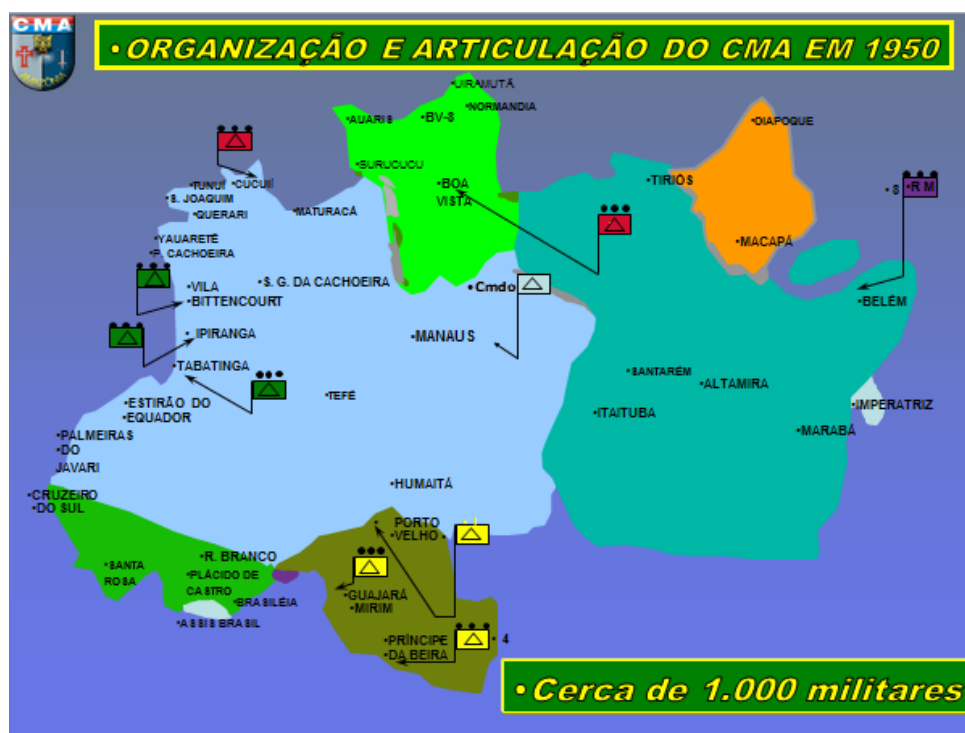 CMA
AMAZÔNIA
•ORGANIZAÇÃO E ARTICULAÇÃO DO CMA EM 1950
•UIRAMUTÃ
•NORMANDIA
•AUARIS
•BV-8
•OIAPOQUE
•SURUCUCU
•TUNUÍ
•CUCUÍ
•BOA
VISTA
•TIRIÓS
•8
•RM
•S. JOAQUIM
•QUERARI
•MATURACÁ
•YAUARETÊ
•P. CACHOEIRA
•MACAPÁ
•S. G. DA CACHOEIRA
•VILA
•BITTENCOURT
•Cmdo
•BELÉM
• IPIRANGA
•MANAUS
•TABATINGA
•SANTARÉM
•ALTAMIRA
•TEFÉ
•ESTIRÃO DO
•EQUADOR
•ITAITUBA
•IMPERATRIZ
•MARABÁ
•PALMEIRAS
•DO
JAVARI
•HUMAITÁ
•CRUZEIRO
•DO SUL
• PORTO
•VELHO
•R. BRANCO
•SANTA
ROSA
•PLÁCIDO DE
CASTRO
•BRASILÉIA
•GUAJARÁ
•MIRIM
•ASSIS BRASIL
•PRÍNCIPE
•DA BEIRA
• 4
•Cerca de 1.000 militares